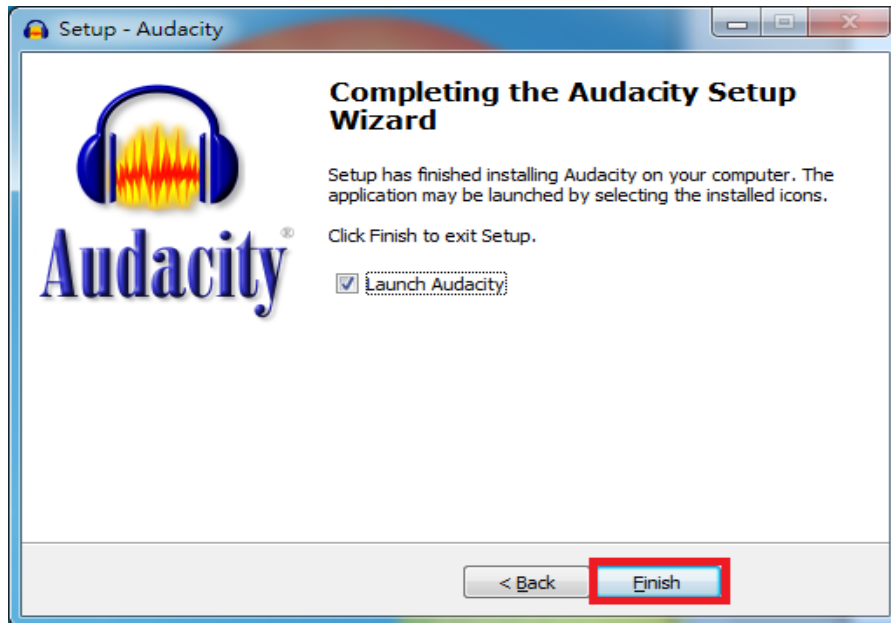 Setup - Audacity
Completing the Audacity Setup
Wizard
Setup has finished installing Audacity on your computer. The
application may be launched by selecting the installed icons.
Click Finish to exit Setup.
Launch Audacity
Audacity®
< Back
Finish